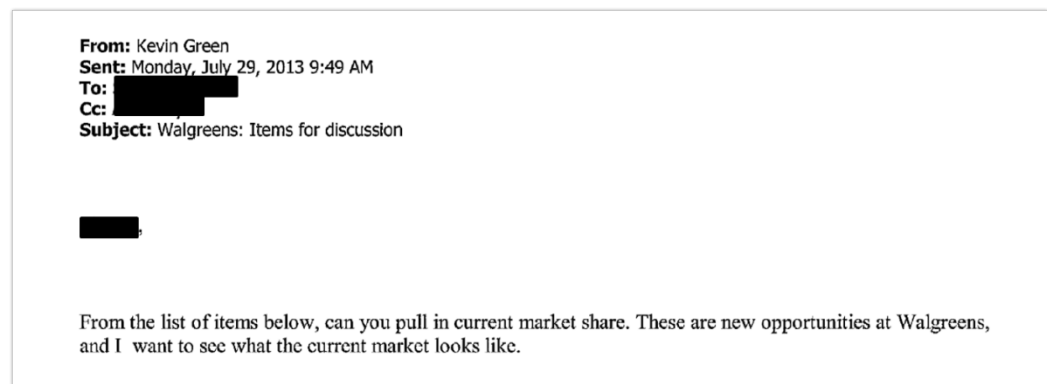 From: Kevin Green
Sent: Monday, July 29, 2013 9:49 AM
To:
Cc:
Subject: Walgreens: Items for discussion
,
From the list of items below, can you pull in current market share. These are new opportunities at Walgreens,
and I want to see what the current market looks like.